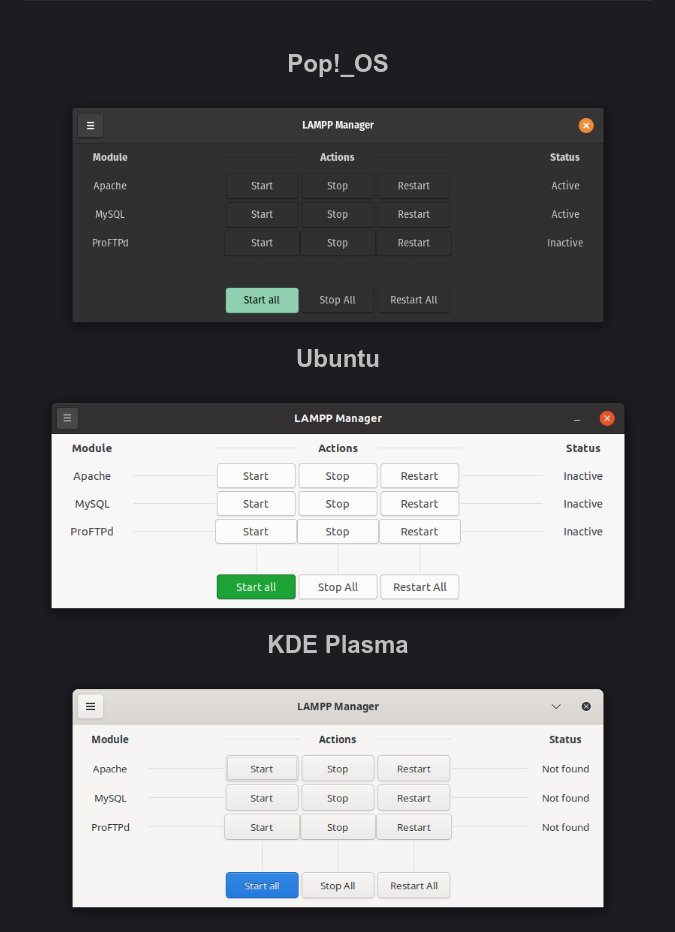 Pop!_OS
LAMPP Manager
Module Actions Status
Apache Start Stop Restart Active
MySQL Start Stop Restart Active
ProFTPd Start Stop Restart Inactive
Start all Stop All Restart All
Ubuntu
LAMPP Manager
Module Actions Status
Apache Start Stop Restart Inactive
MySQL Start Stop Restart Inactive
ProFTPd Start Stop Restart Inactive
Start all Stop All Restart All
KDE Plasma
LAMPP Manager
Module Actions Status
Apache Start Stop Restart Not found
MySQL Start Stop Restart Not found
ProFTPd Start Stop Restart Not found
Start all Stop All Restart All